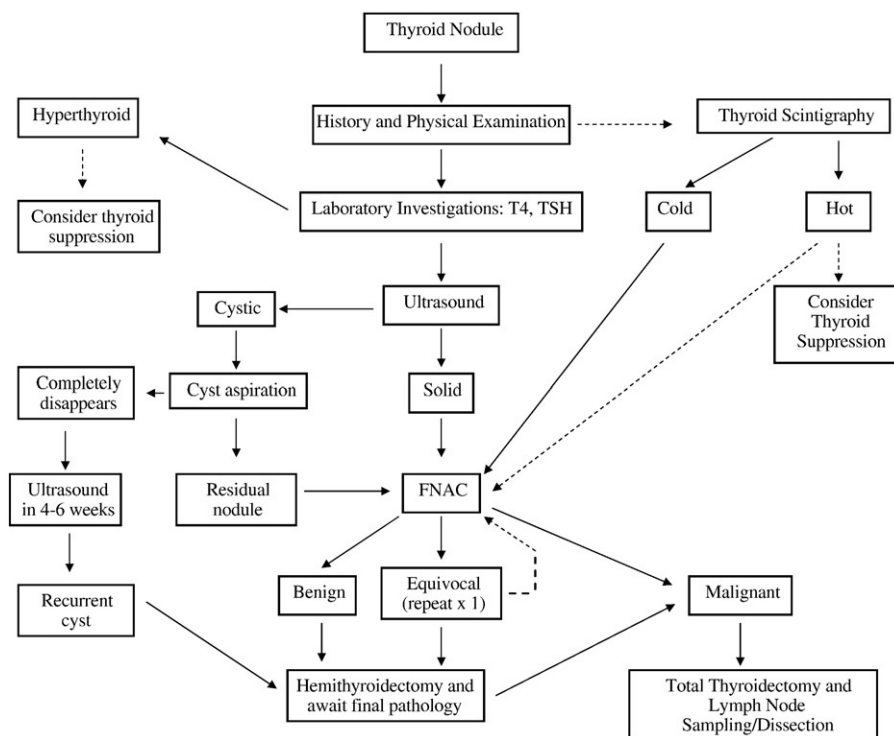 Thyroid Nodule
Hyperthyroid
History and Physical Examination
Thyroid Scintigraphy
Consider thyroid
suppression
Laboratory Investigations: T4, TSH
Cold
Hot
Cystic
Ultrasound
Consider
Thyroid
Suppression
Completely
disappears
Cyst aspiration
Solid
Ultrasound
in 4-6 weeks
Residual
nodule
FNAC
Recurrent
cyst
Benign
Equivocal
(repeat x 1)
Malignant
Hemithyroidectomy and
await final pathology
Total Thyroidectomy and
Lymph Node
Sampling/Dissection